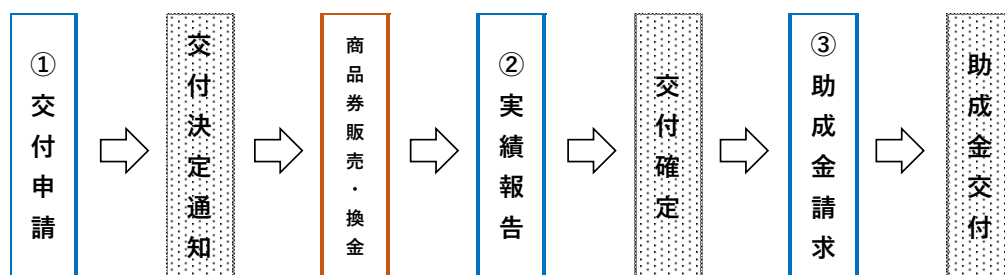 ①交付申請
交付決定通知
商品券販売・換金
②実績報告
交付確定
③助成金請求
助成金交付